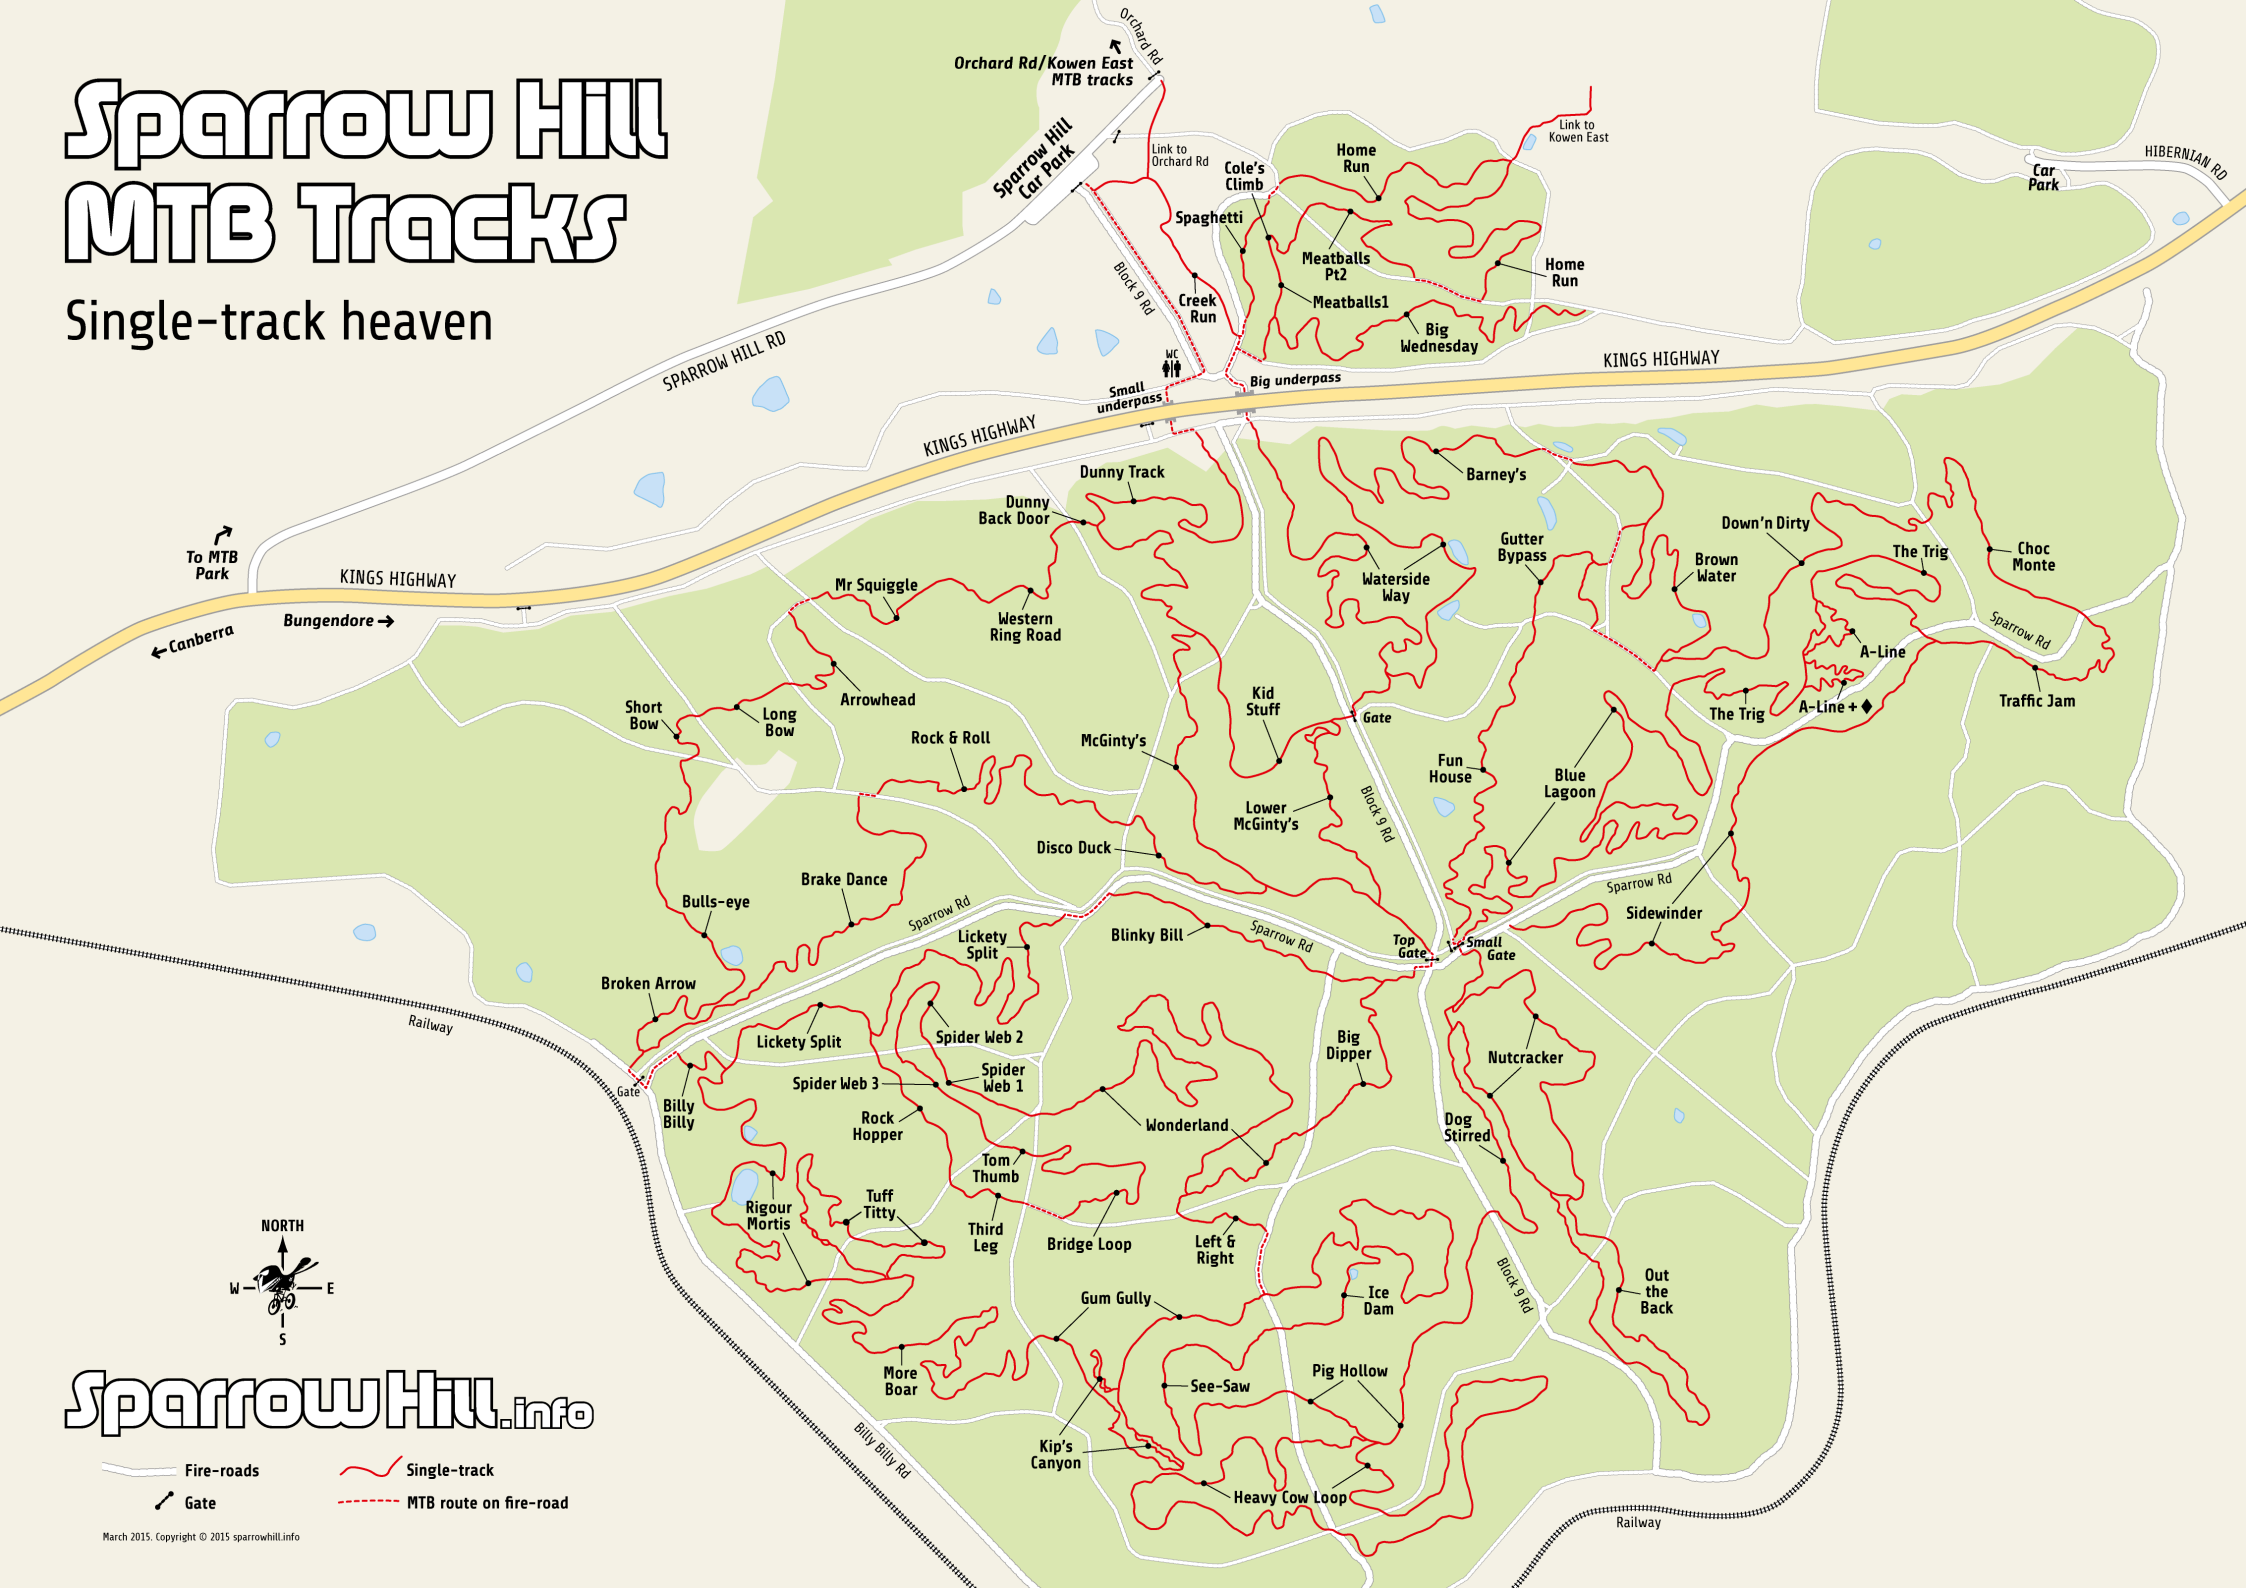 Sparrow Hill
MTB Tracks
Single-track heaven
Orchard Rd
Orchard Rd/Kowen East
MTB tracks
Sparrow Hill
Car Park
Link to
Orchard Rd
Link to
Kowen East
Home
Run
Cole's
Climb
Spaghetti
Meatballs
Pt2
Home
Run
Meatballs1
Creek
Run
Big
Wednesday
Block 9 Rd
HIBERNIAN RD
Car
Park
SPARROW HILL RD
WC
Small
underpass
Big underpass
KINGS HIGHWAY
KINGS HIGHWAY
KINGS HIGHWAY
To MTB
Park
Bungendore
Canberra
Dunny Track
Dunny
Back Door
Barney's
Waterside
Way
Gutter
Bypass
Down'n Dirty
Brown
Water
The Trig
Choc
Monte
Mr Squiggle
Western
Ring Road
Sparrow Rd
A-Line
A-Line +
The Trig
Traffic Jam
Arrowhead
Short
Bow
Long
Bow
Kid
Stuff
Gate
Rock & Roll
McGinty's
Fun
House
Blue
Lagoon
Lower
McGinty's
Block 9 Rd
Disco Duck
Brake Dance
Bulls-eye
Sparrow Rd
Sparrow Rd
Sidewinder
Lickety
Split
Blinky Bill
Sparrow Rd
Top
Gate
Small
Gate
Broken Arrow
Railway
Lickety Split
Spider Web 2
Big
Dipper
Nutcracker
Spider Web 3
Spider
Web 1
Gate
Billy
Billy
Rock
Hopper
Wonderland
Dog
Stirred
Tom
Thumb
Rigour
Mortis
Tuff
Titty
Third
Leg
Bridge Loop
Left &
Right
NORTH
W
E
S
Gum Gully
Ice
Dam
Block 9 Rd
Out
the
Back
More
Boar
See-Saw
Pig Hollow
Kip's
Canyon
Heavy Cow Loop
Billy Billy Rd
Railway
SparrowHill.info
Fire-roads
Single-track
Gate
MTB route on fire-road
March 2015. Copyright © 2015 sparrowhill.info